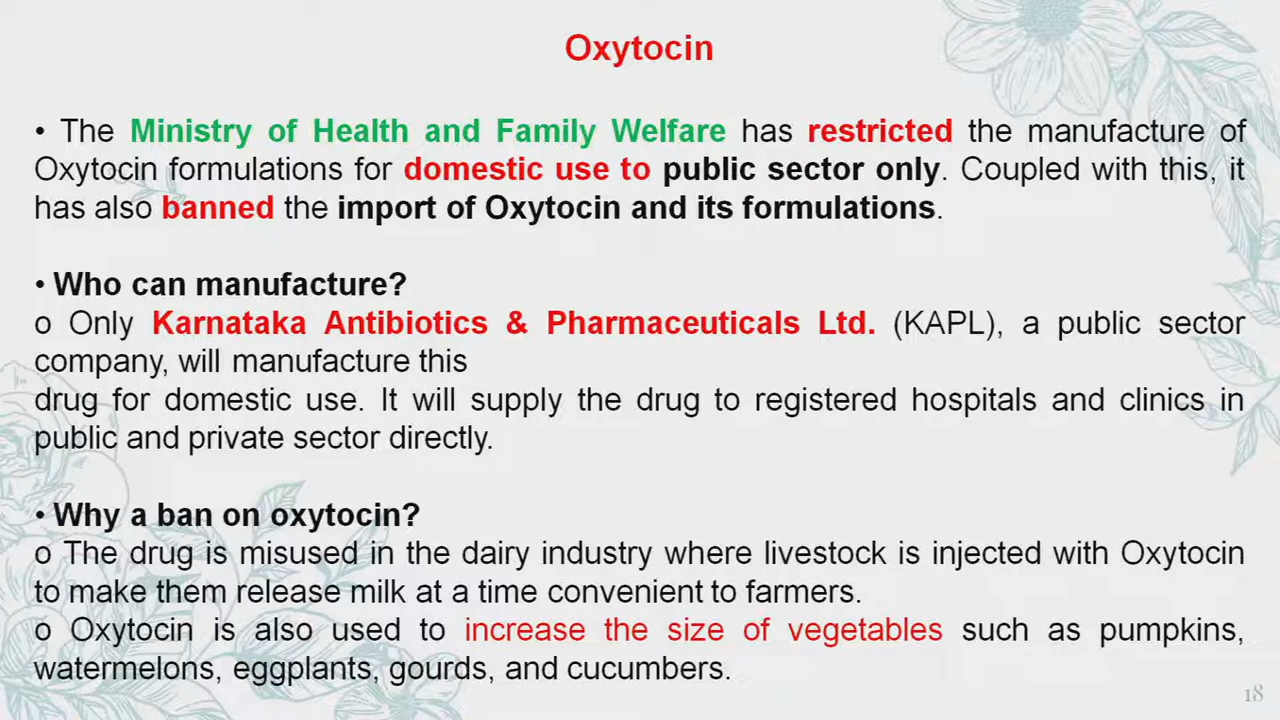 Oxytocin
• The Ministry of Health and Family Welfare has restricted the manufacture of
Oxytocin formulations for domestic use to public sector only. Coupled with this, it
has also banned the import of Oxytocin and its formulations.
• Who can manufacture?
o Only Karnataka Antibiotics & Pharmaceuticals Ltd. (KAPL), a public sector
company, will manufacture this
drug for domestic use. It will supply the drug to registered hospitals and clinics in
public and private sector directly.
• Why a ban on oxytocin?
o The drug is misused in the dairy industry where livestock is injected with Oxytocin
to make them release milk at a time convenient to farmers.
o Oxytocin is also used to increase the size of vegetables such as pumpkins,
watermelons, eggplants, gourds, and cucumbers.
18